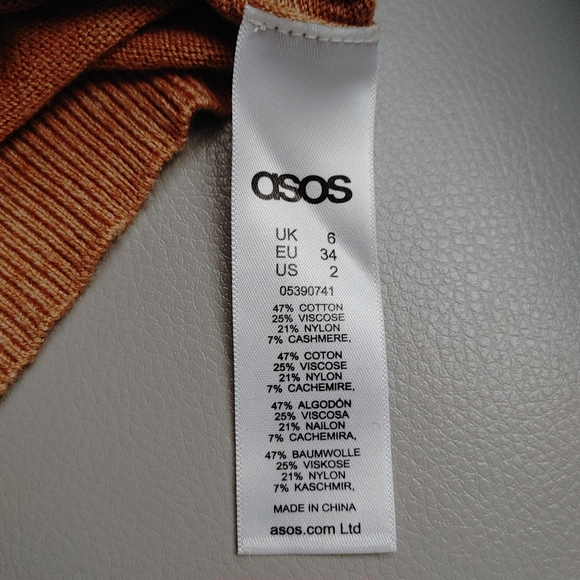 asos
UK 6
EU 34
US 2
05390741
47% COTTON
25% VISCOSE
21% NYLON
7% CASHMERE,
47% COTON
25% VISCOSE
21% NYLON
7% CACHEMIRE,
47% ALGODÓN
25% VISCOSA
21% NAILON
7% CACHEMIRA,
47% BAUMWOLLE
25% VISKOSE
21% NYLON
7% KASCHMIR,
MADE IN CHINA
asos.com Ltd